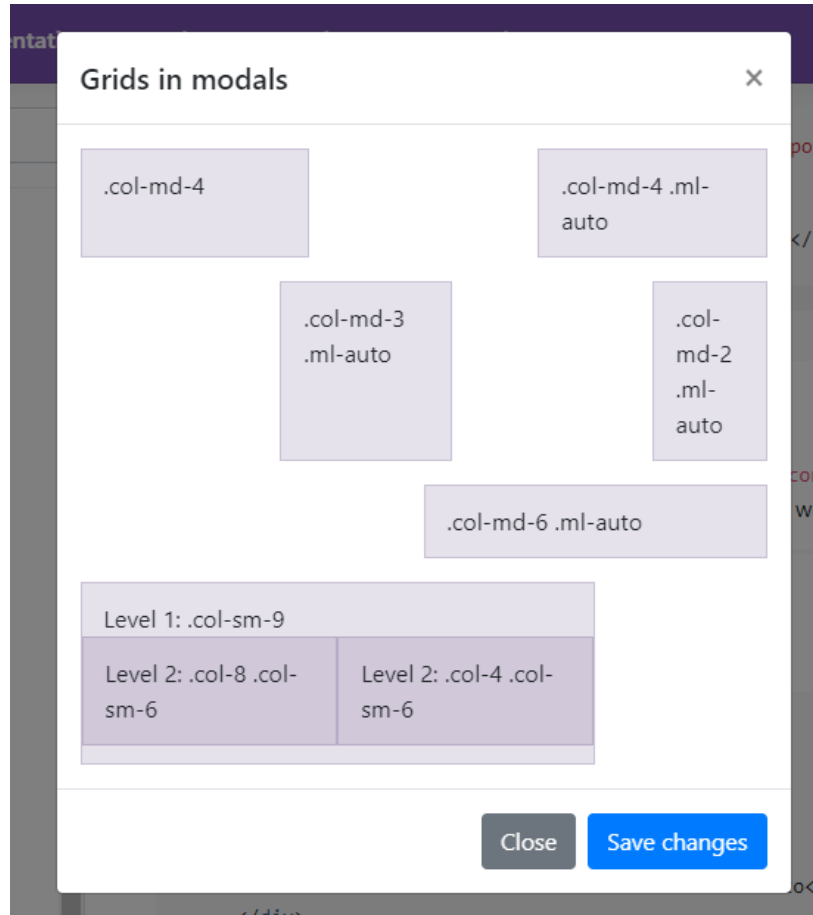 Grids in modals ×
.col-md-4
.col-md-4 .ml-
auto
.col-md-3
.ml-auto
.col-
md-2
.ml-
auto
.col-md-6 .ml-auto
Level 1: .col-sm-9
Level 2: .col-8 .col-
sm-6
Level 2: .col-4 .col-
sm-6
Close
Save changes
</div>